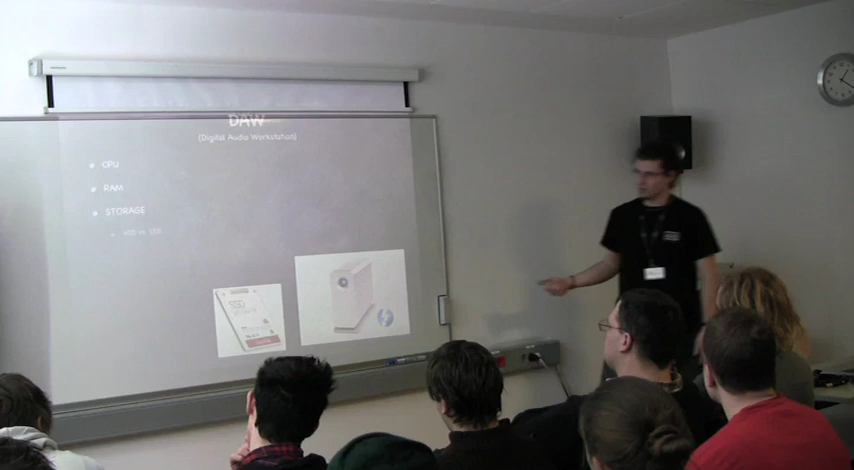 DAW
(Digital Audio Workstation)
CPU
RAM
STORAGE
HDD vs. SSD
SSD